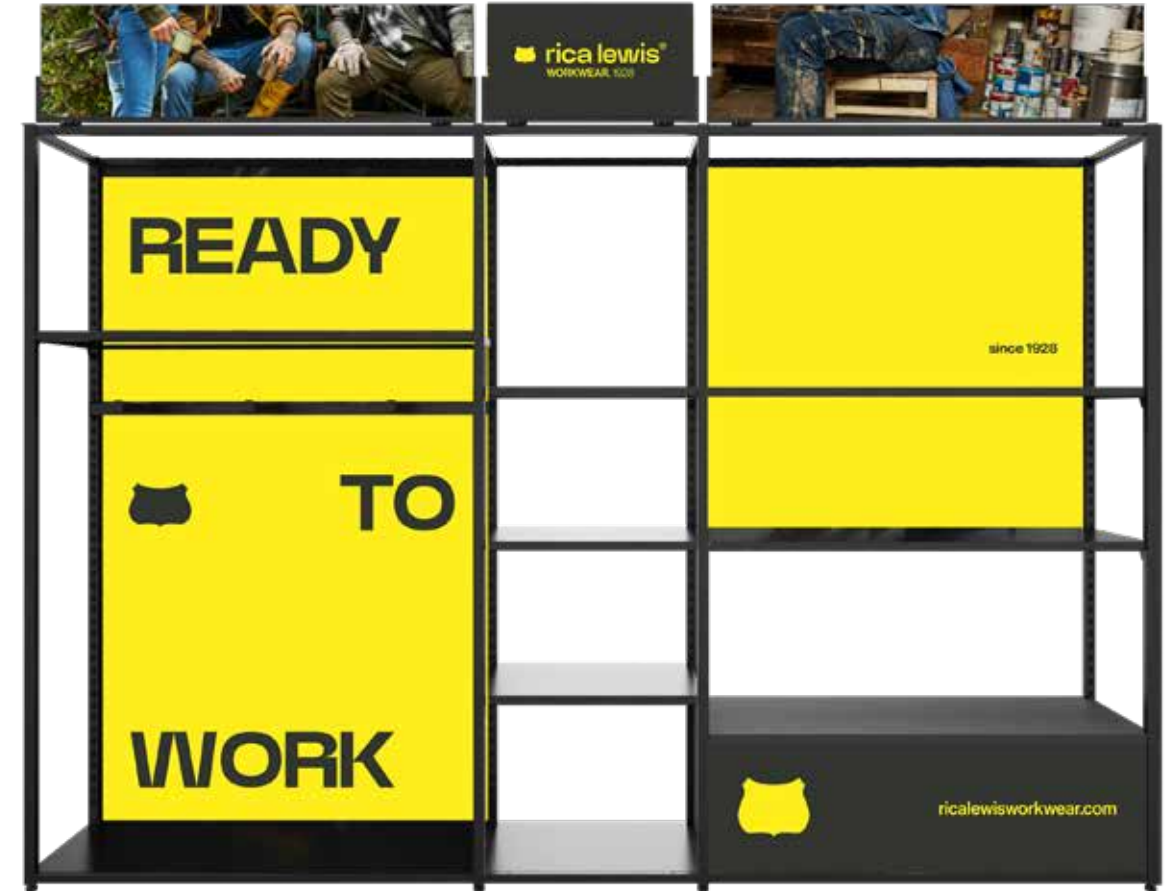 rica lewis®
WORKWEAR. 1928
READY
since 1928
TO
WORK
ricalewisworkwear.com